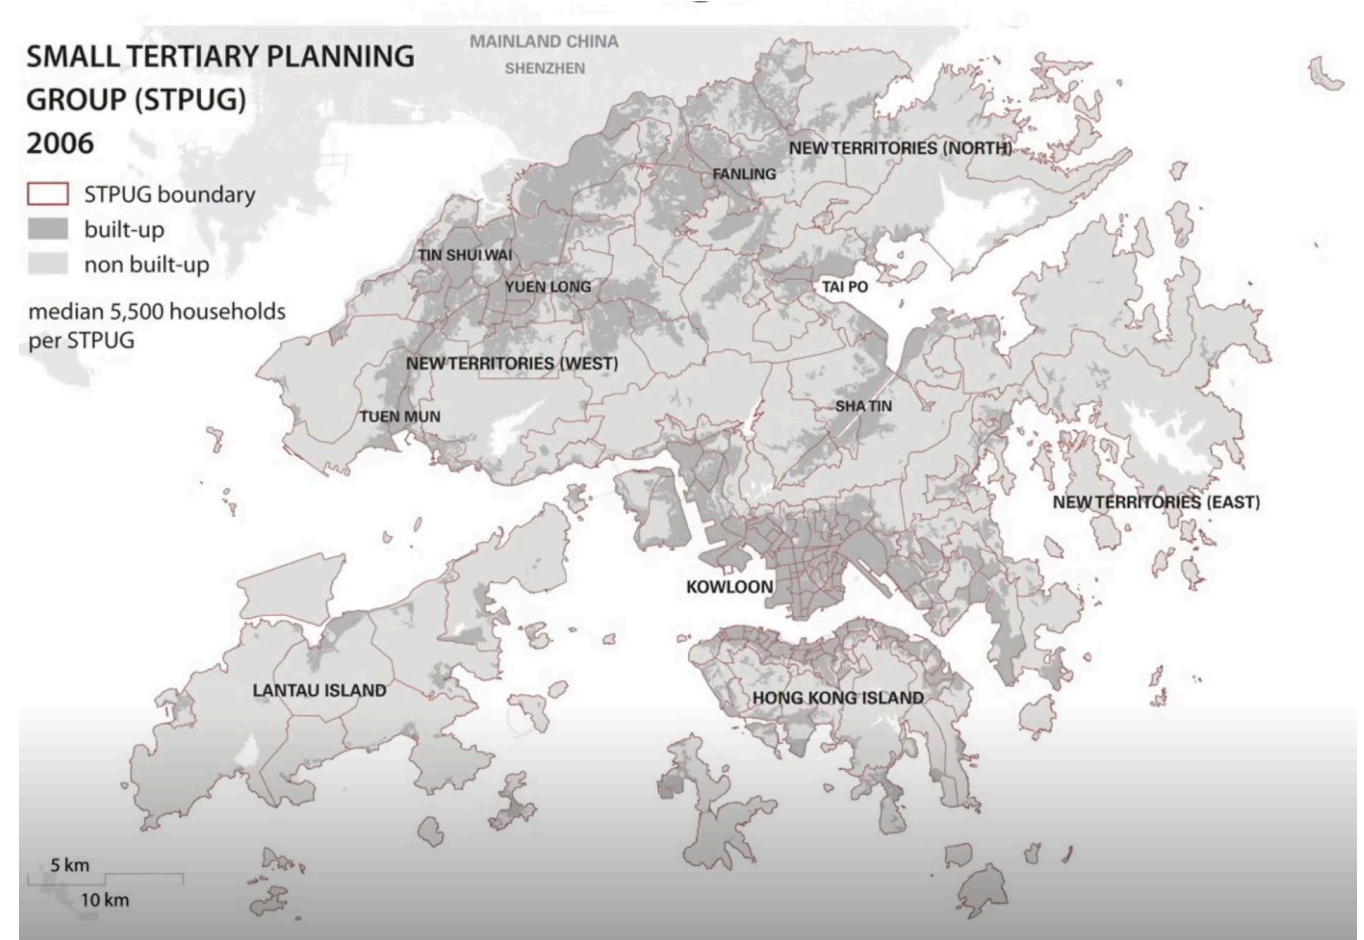 SMALL TERTIARY PLANNING
GROUP (STPUG)
2006
STPUG boundary
built-up
non built-up
median 5,500 households
per STPUG
MAINLAND CHINA
SHENZHEN
NEW TERRITORIES (NORTH)
FANLING
TIN SHUI WAI
YUEN LONG
TAI PO
NEW TERRITORIES (WEST)
SHA TIN
TUEN MUN
NEW TERRITORIES (EAST)
KOWLOON
LANTAU ISLAND
HONG KONG ISLAND
5 km
10 km